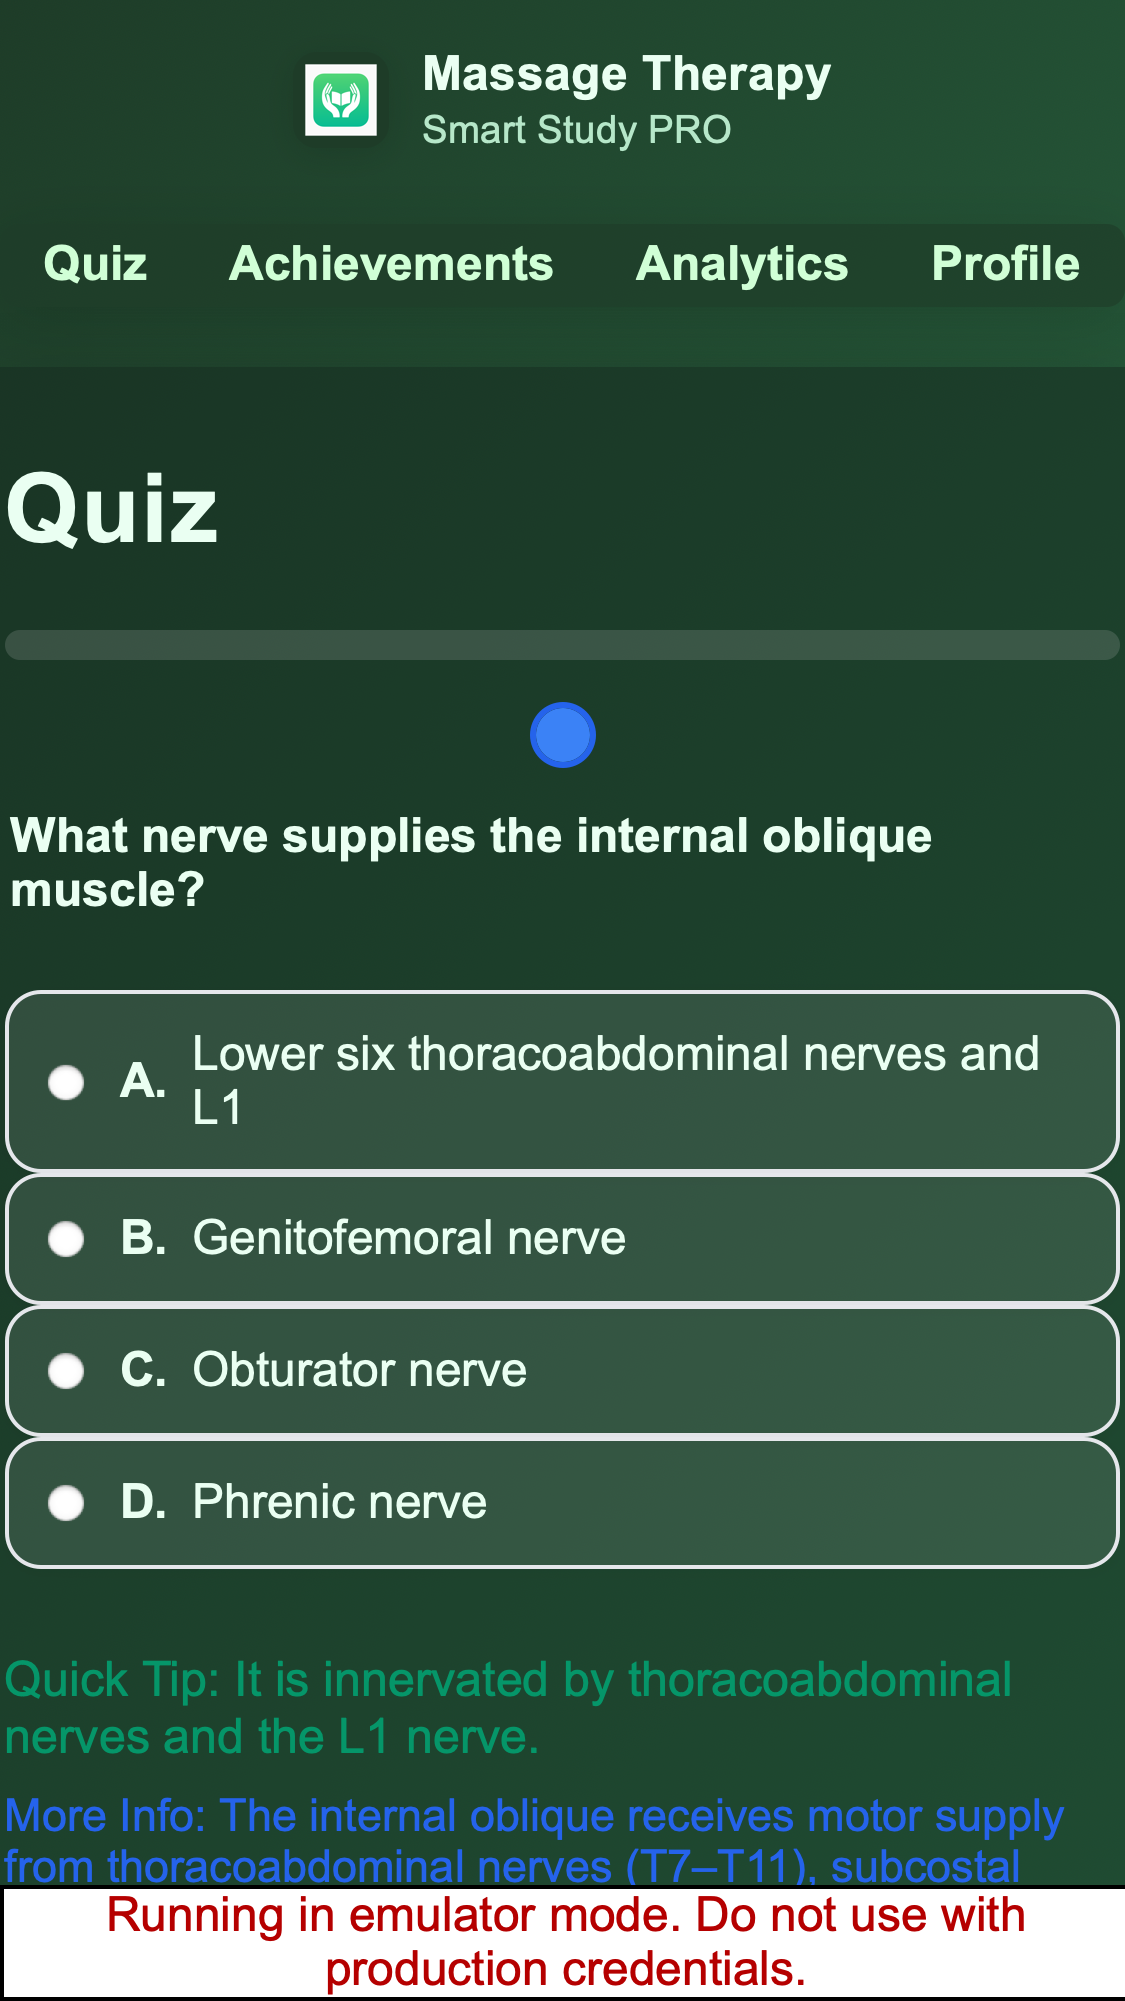 Massage Therapy
Smart Study PRO
Quiz Achievements Analytics Profile
Quiz
What nerve supplies the internal oblique
muscle?
A. Lower six thoracoabdominal nerves and
L1
B. Genitofemoral nerve
C. Obturator nerve
D. Phrenic nerve
Quick Tip: It is innervated by thoracoabdominal
nerves and the L1 nerve.
More Info: The internal oblique receives motor supply
from thoracoabdominal nerves (T7–T11), subcostal
Running in emulator mode. Do not use with
production credentials.